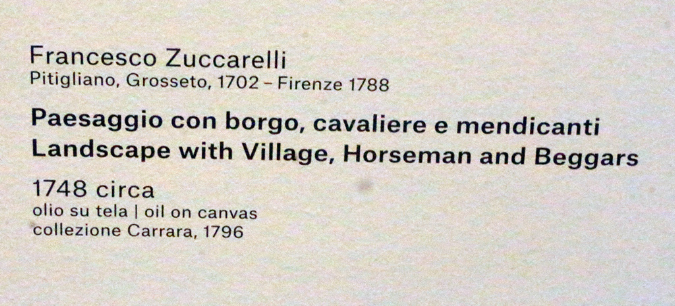 Francesco Zuccarelli
Pitigliano, Grosseto, 1702 – Firenze 1788
Paesaggio con borgo, cavaliere e mendicanti
Landscape with Village, Horseman and Beggars
1748 circa
olio su tela | oil on canvas
collezione Carrara, 1796